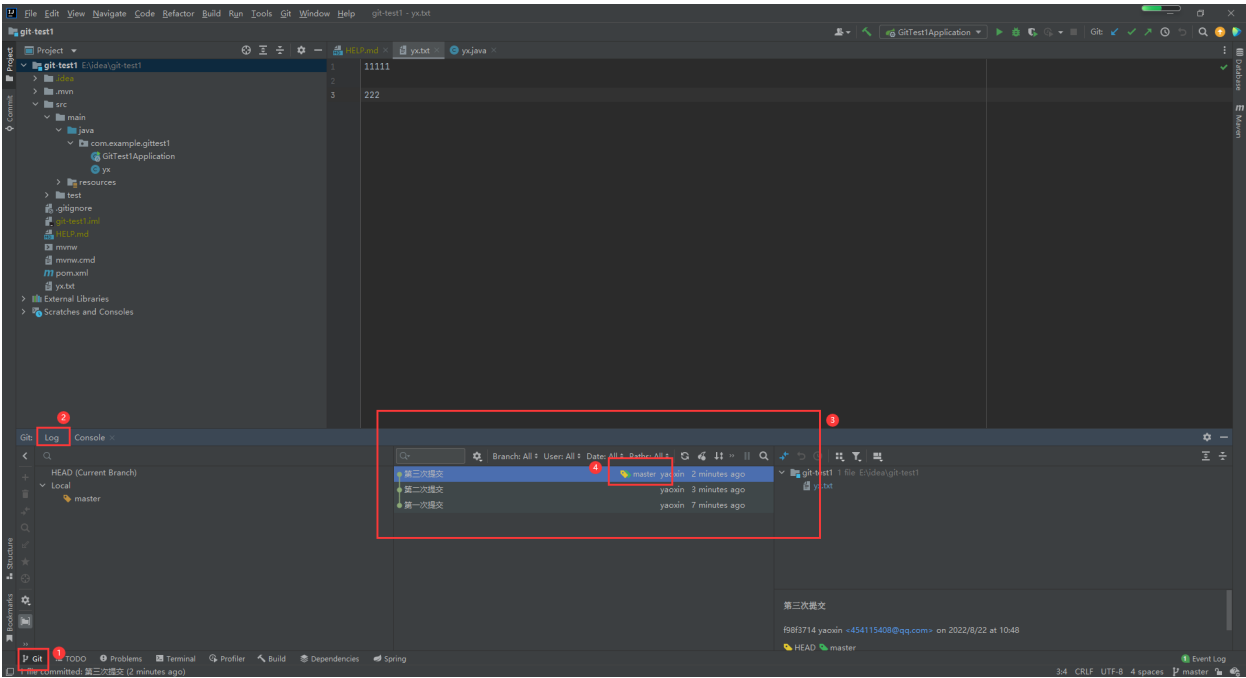 File Edit View Navigate Code Refactor Build Run Tools Git Window Help git-test1 - yx.txt
git-test1 GitTest1Application Git:
Project HELP.md yx.txt yx.java
git-test1 E:\idea\git-test1
.idea
.mvn
src
main
java
com.example.gittest1
GitTest1Application
yx
resources
test
.gitignore
git-test1.iml
HELP.md
mvnw
mvnw.cmd
pom.xml
yx.txt
External Libraries
Scratches and Consoles
1 11111
2
3 222
Project
Commit
Structure
Bookmarks
Database
Maven
2
3
Git: Log Console
Branch: All User: All Date: All Paths: All
4
HEAD (Current Branch)
Local
master
第三次提交 master yaoxin 2 minutes ago
第二次提交 yaoxin 3 minutes ago
第一次提交 yaoxin 7 minutes ago
git-test1 1 file E:\idea\git-test1
yx.txt
第三次提交
f98f3714 yaoxin <454115408@qq.com> on 2022/8/22 at 10:48
HEAD master
1
Git TODO Problems Terminal Profiler Build Dependencies Spring 1 Event Log
1 file committed: 第三次提交 (2 minutes ago) 3:4 CRLF UTF-8 4 spaces master